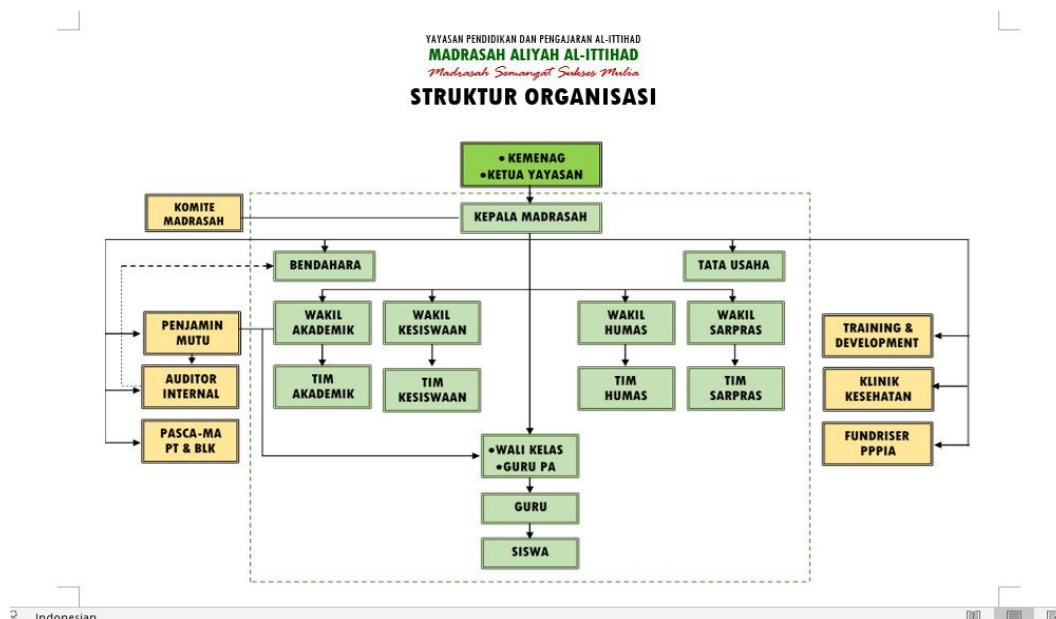 YAYASAN PENDIDIKAN DAN PENGAJARAN AL-ITTIHAD
MADRASAH ALIYAH AL-ITTIHAD
Madrasah Semangat Sukses Mulia
STRUKTUR ORGANISASI
• KEMENAG
•KETUA YAYASAN
KOMITE
MADRASAH
KEPALA MADRASAH
BENDAHARA
TATA USAHA
PENJAMIN
MUTU
WAKIL
AKADEMIK
WAKIL
KESISWAAN
WAKIL
HUMAS
WAKIL
SARPRAS
TRAINING &
DEVELOPMENT
AUDITOR
INTERNAL
TIM
AKADEMIK
TIM
KESISWAAN
TIM
HUMAS
TIM
SARPRAS
KLINIK
KESEHATAN
PASCA-MA
PT & BLK
•WALI KELAS
•GURU PA
FUNDRISER
PPPIA
GURU
SISWA
Indonesian